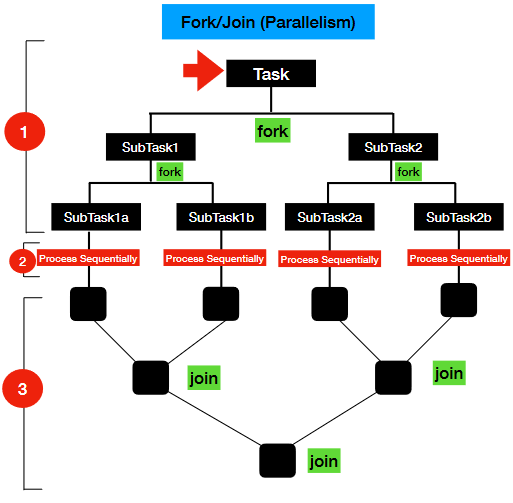 Fork/Join (Parallelism)
Task
1
fork
SubTask1
SubTask2
fork
fork
SubTask1a
SubTask1b
SubTask2a
SubTask2b
2
Process Sequentially
Process Sequentially
Process Sequentially
Process Sequentially
3
join
join
join